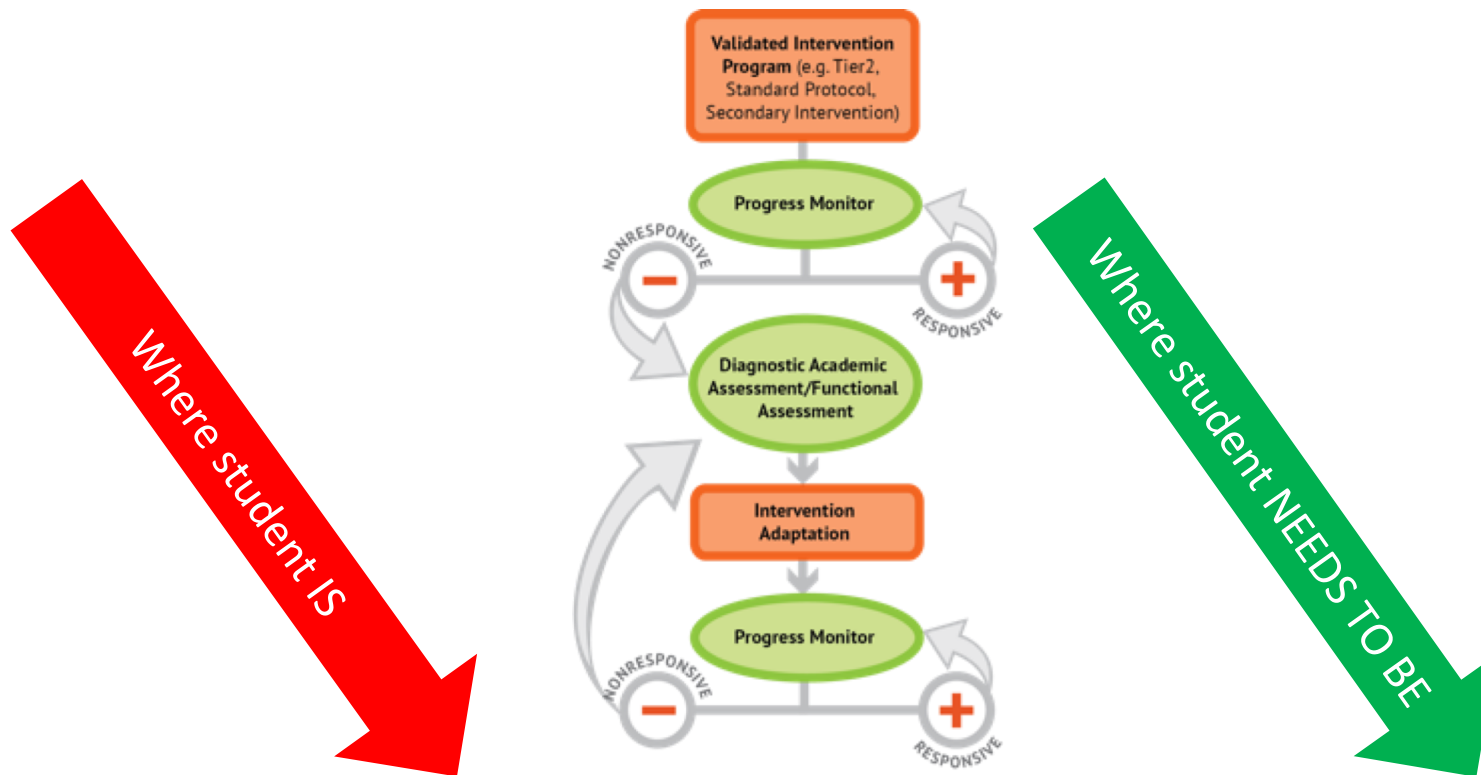 Validated Intervention
Program (e.g. Tier2,
Standard Protocol,
Secondary Intervention)
Progress Monitor
NONRESPONSIVE
RESPONSIVE
Where student IS
Where student NEEDS TO BE
Diagnostic Academic
Assessment/Functional
Assessment
Intervention
Adaptation
Progress Monitor
NONRESPONSIVE
RESPONSIVE